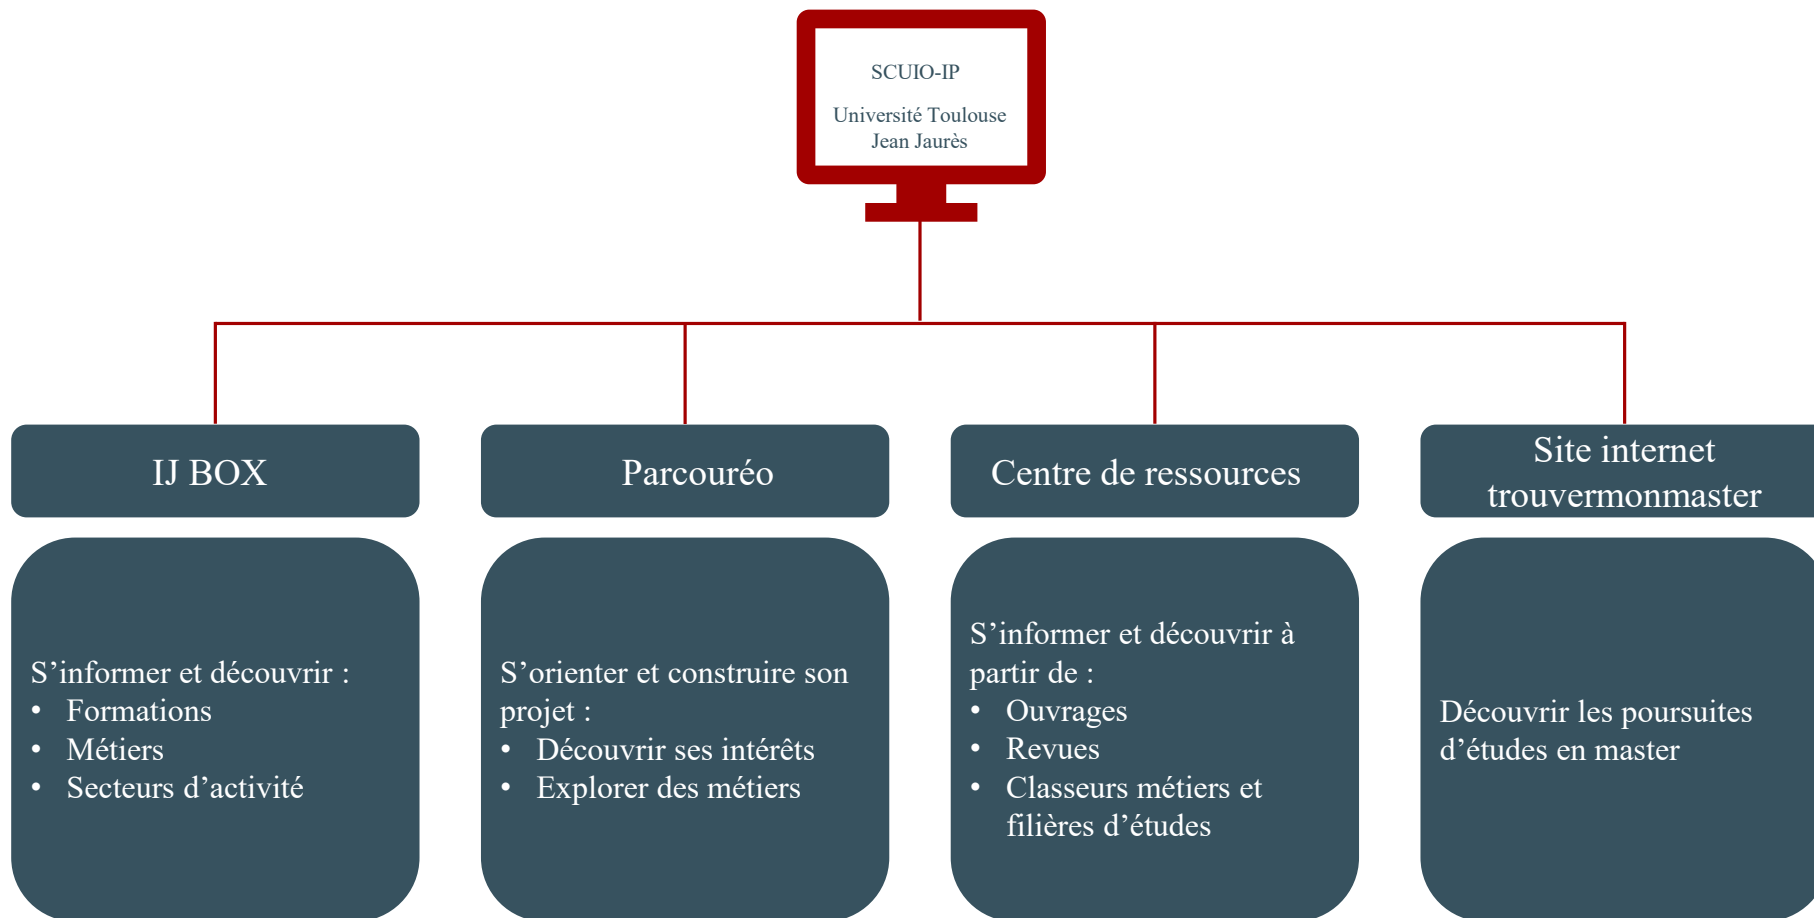 SCUIO-IP
Université Toulouse
Jean Jaurès
IJ BOX
S’informer et découvrir :
• Formations
• Métiers
• Secteurs d’activité
Parcouréo
S’orienter et construire son
projet :
• Découvrir ses intérêts
• Explorer des métiers
Centre de ressources
S’informer et découvrir à
partir de :
• Ouvrages
• Revues
• Classeurs métiers et
filières d’études
Site internet
trouvermonmaster
Découvrir les poursuites
d’études en master